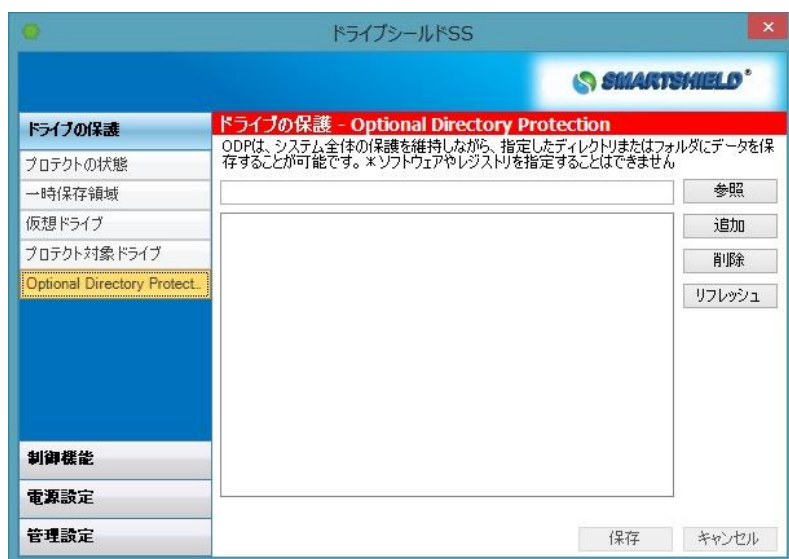 ドライブシールドSS
SMARTSHIELD®
ドライブの保護
プロテクトの状態
一時保存領域
仮想ドライブ
プロテクト対象ドライブ
Optional Directory Protect...
制御機能
電源設定
管理設定
ドライブの保護 - Optional Directory Protection
ODPは、システム全体の保護を維持しながら、指定したディレクトリまたはフォルダにデータを保
存することが可能です。*ソフトウェアやレジストリを指定することはできません
参照
追加
削除
リフレッシュ
保存
キャンセル